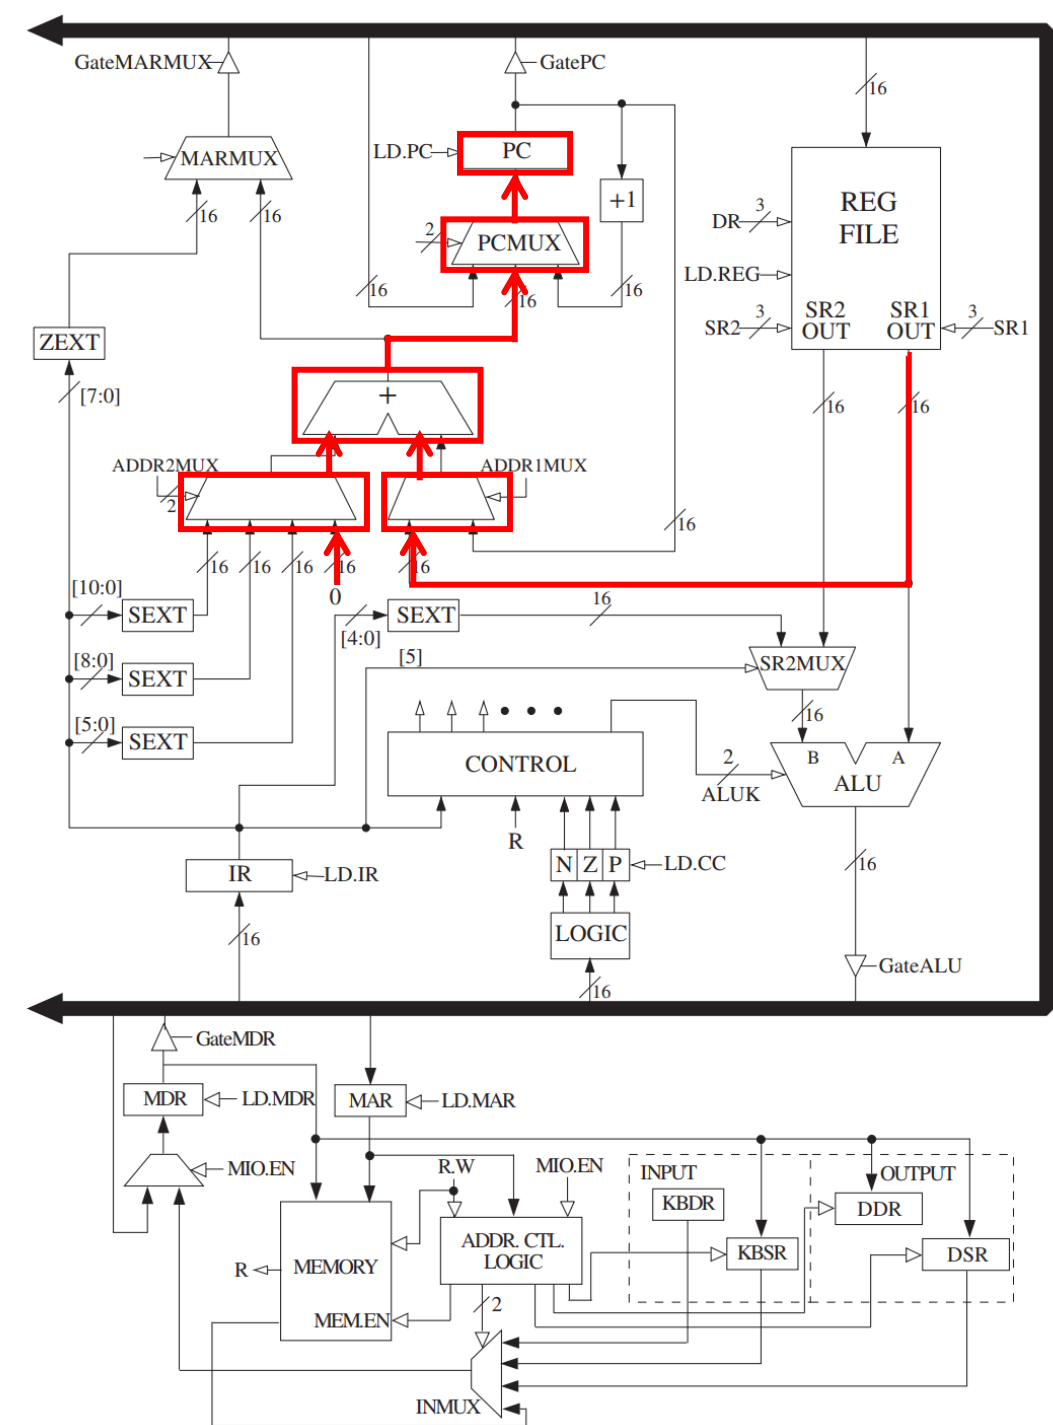 GateMARMUX
GatePC
16
LD.PC
PC
MARMUX
+1
REG
FILE
DR
3
2
PCMUX
16
16
LD.REG
16
16
16
SR2
3
SR2
OUT
SR1
OUT
3
SR1
ZEXT
[7:0]
+
16
16
ADDR2MUX
2
ADDR1MUX
16
16
16
16
16
16
[10:0]
SEXT
0
[4:0]
SEXT
16
[8:0]
SEXT
[5]
SR2MUX
16
[5:0]
SEXT
CONTROL
2
ALUK
B
A
ALU
R
IR
LD.IR
N Z P
LD.CC
16
16
LOGIC
16
GateALU
GateMDR
MDR
LD.MDR
MAR
LD.MAR
MIO.EN
R.W
MIO.EN
INPUT
OUTPUT
KBDR
DDR
ADDR. CTL.
LOGIC
KBSR
DSR
R
MEMORY
MEM.EN
2
INMUX